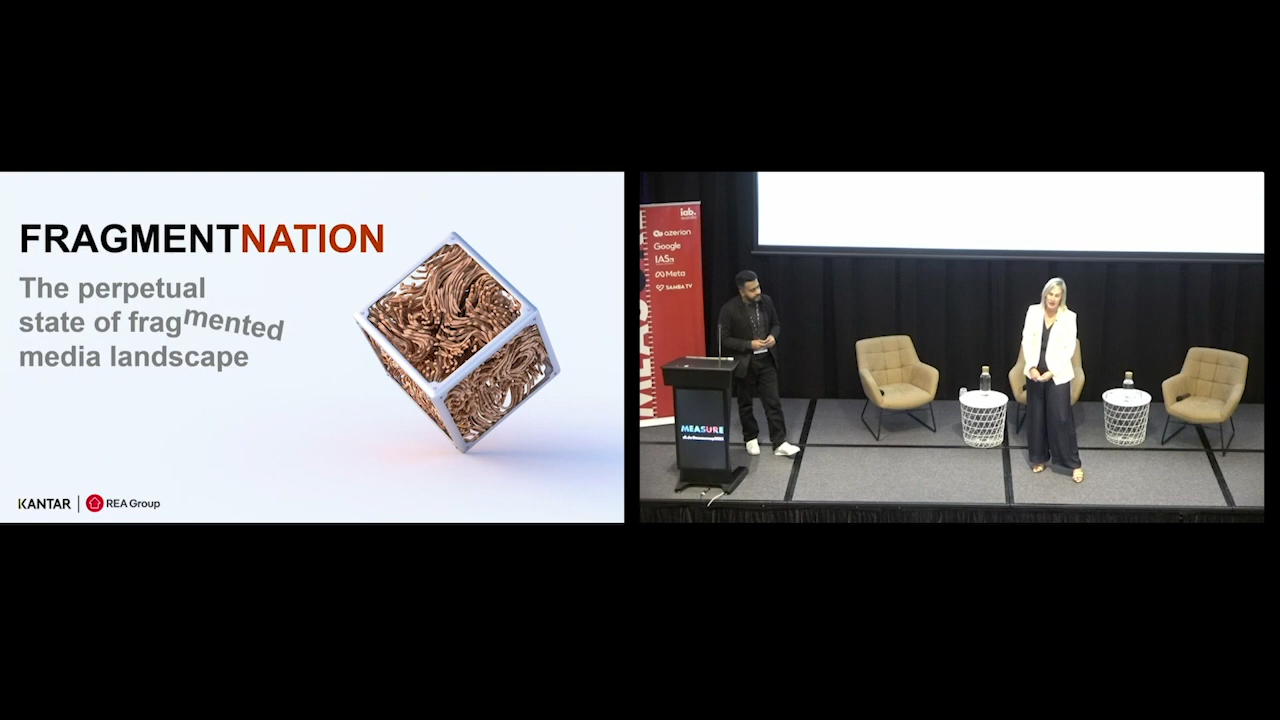 FRAGMENTNATION
The perpetual
state of fragmented
media landscape
KANTAR | REA Group
iab.
azerion
Google
IAS
Meta
SAMBA TV
MEASURE